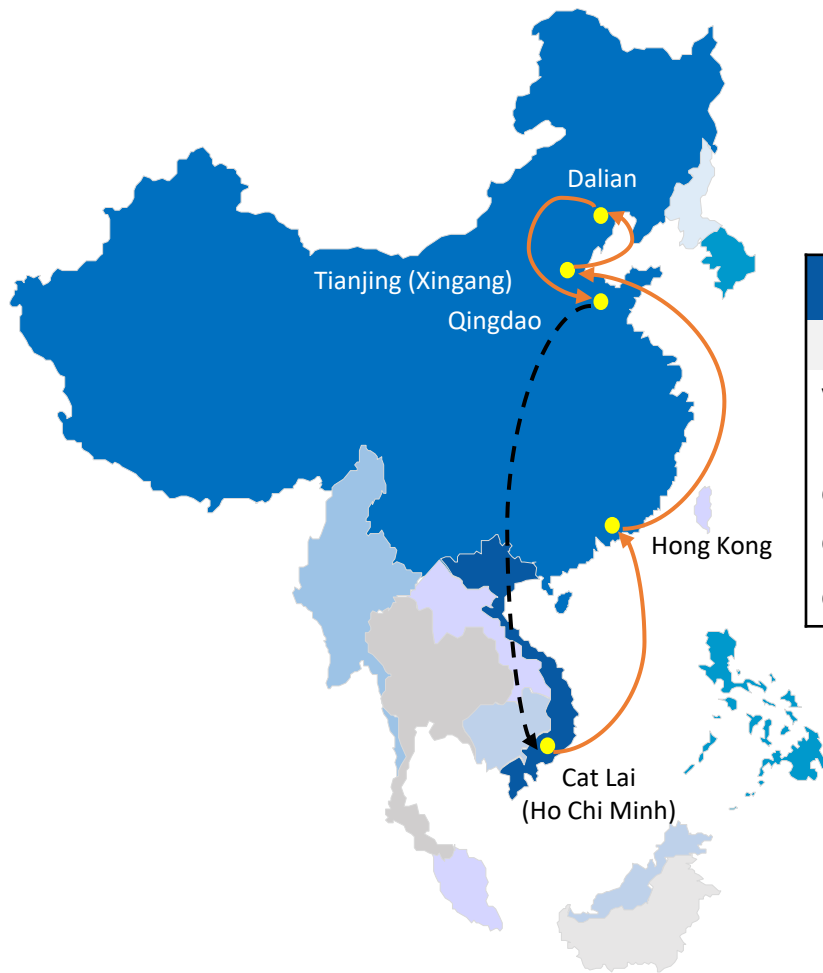 Dalian
Tianjing (Xingang)
Qingdao
Hong Kong
Cat Lai
(Ho Chi Minh)